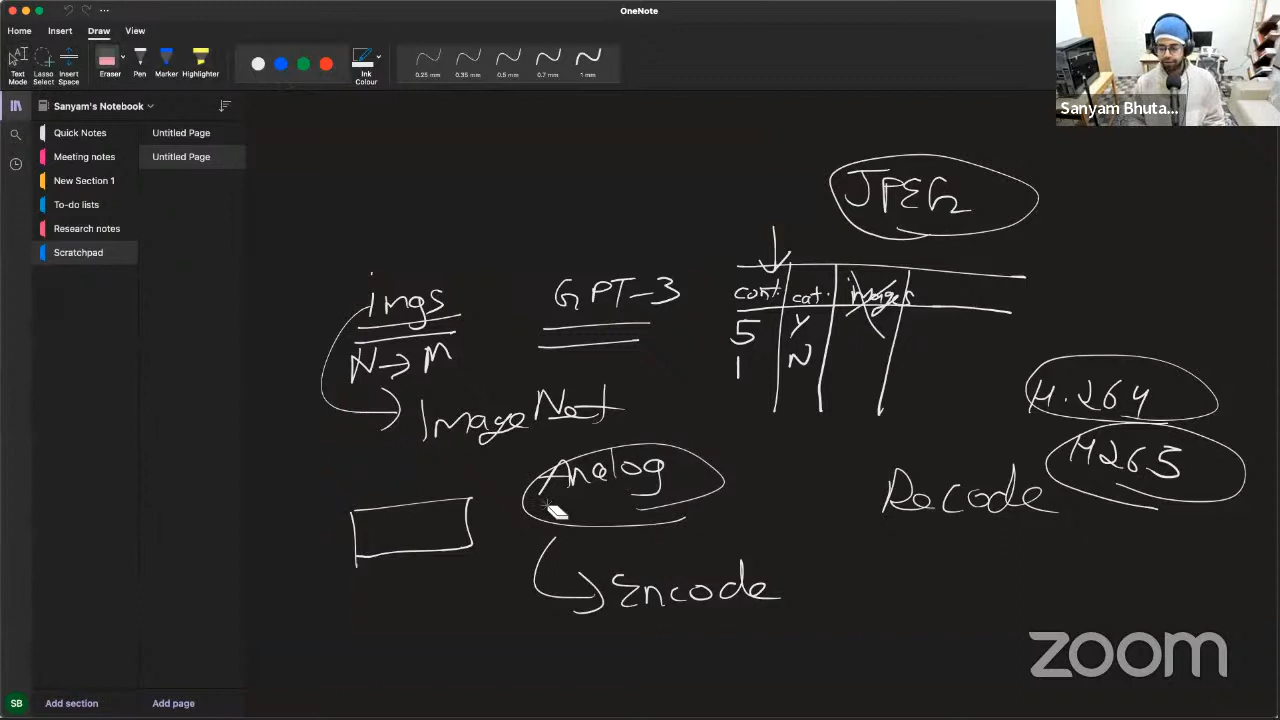 OneNote
Home Insert Draw View
Text Mode
Lasso Select
Insert Space
Eraser
Pen
Marker
Highlighter
Ink Colour
0.25 mm
0.35 mm
0.5 mm
0.7 mm
1 mm
Sanyam Bhuta...
Sanyam's Notebook
Quick Notes
Meeting notes
New Section 1
To-do lists
Research notes
Scratchpad
Untitled Page
Untitled Page
JPEG
imgs
GPT-3
cont. cat. images
5 Y
1 N
N → M
ImageNet
H.264
H265
Analog
Decode
Encode
zoom
SB
Add section
Add page